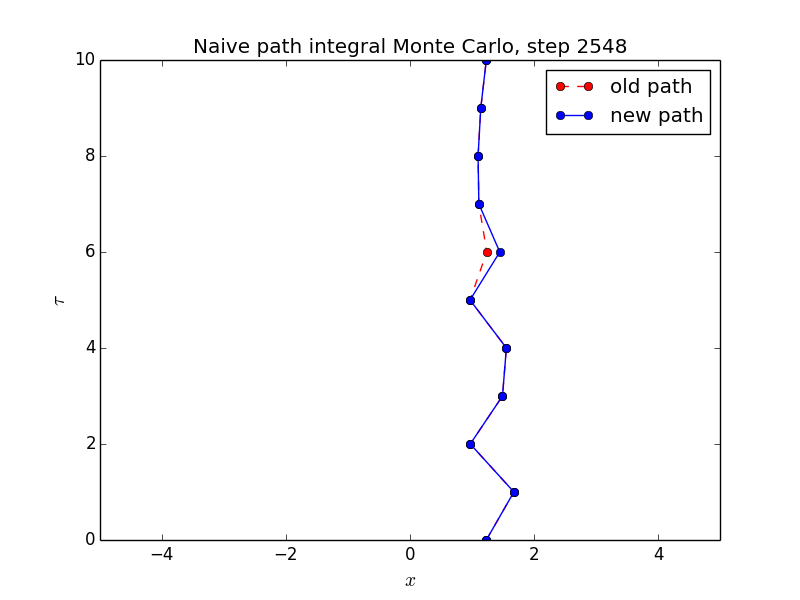 Naive path integral Monte Carlo, step 2548
old path
new path
10
8
6
4
2
0
τ
−4 −2 0 2 4
x